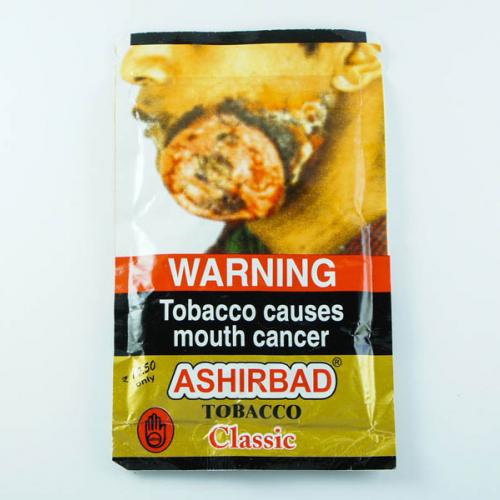 WARNING
Tobacco causes
mouth cancer
only
ASHIRBAD®
TOBACCO
Classic